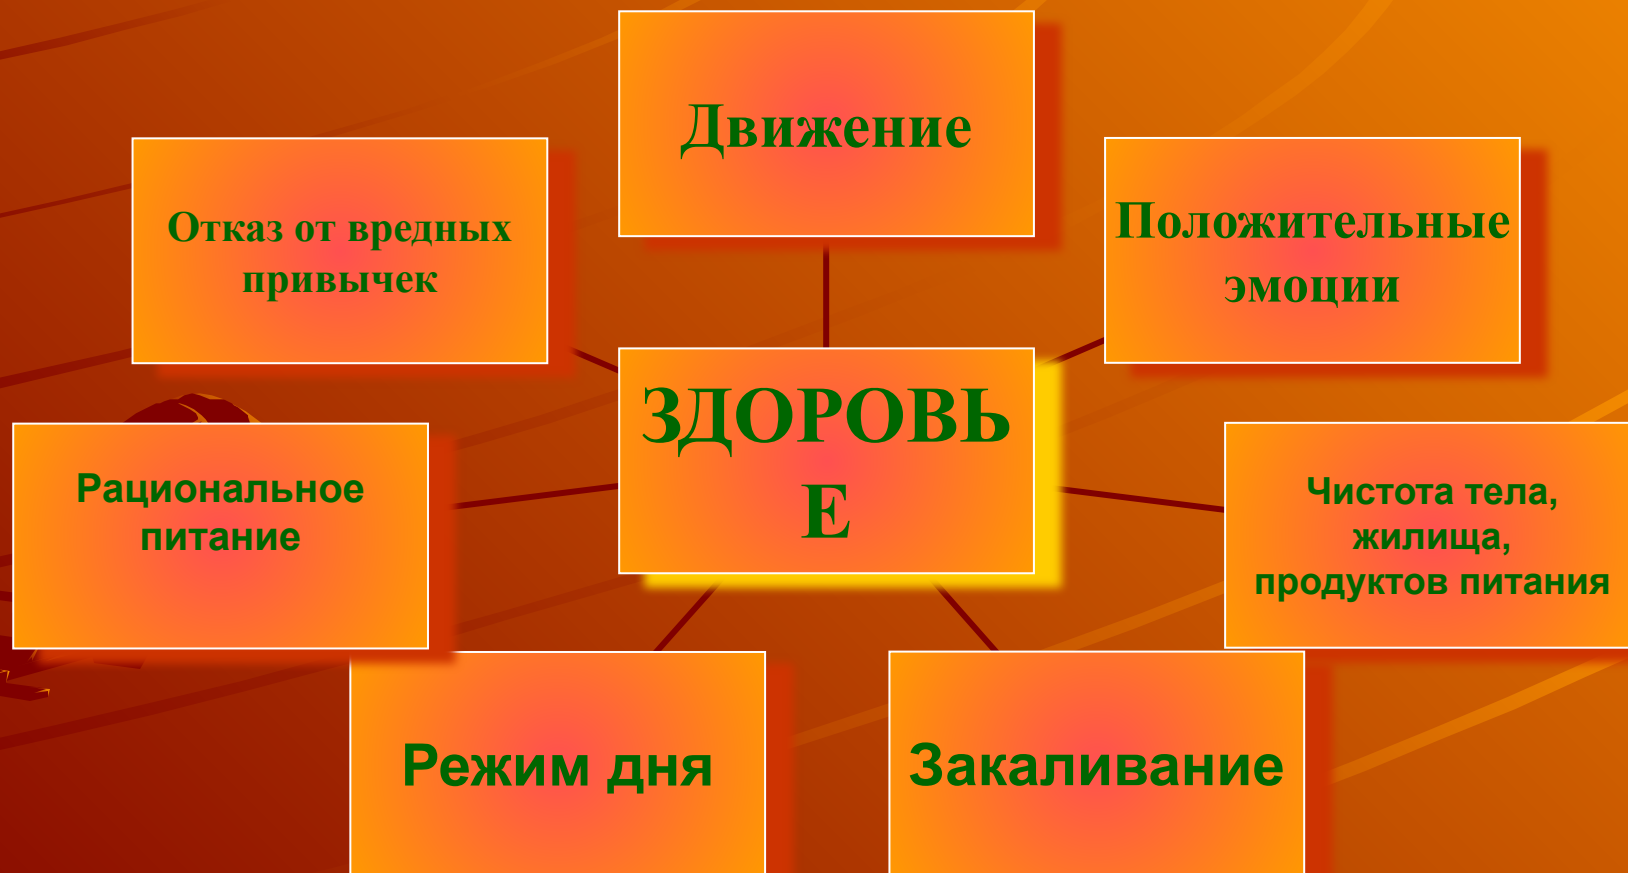 Движение
Отказ от вредных
привычек
Положительные
эмоции
ЗДОРОВЬ
Е
Рациональное
питание
Чистота тела,
жилища,
продуктов питания
Режим дня
Закаливание